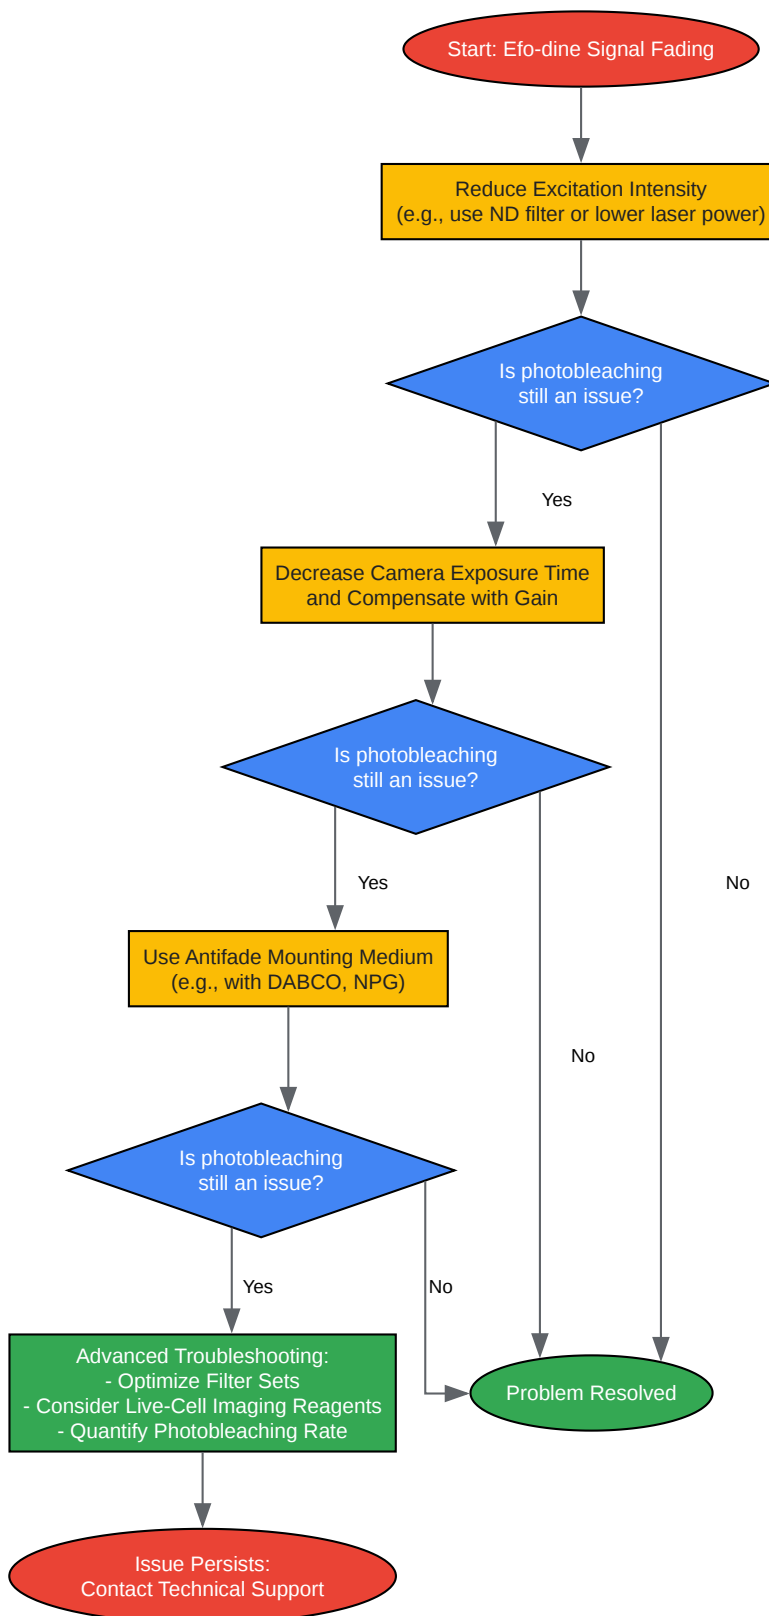 Start: Efo-dine Signal Fading
Reduce Excitation Intensity
(e.g., use ND filter or lower laser power)
Is photobleaching
still an issue?
Yes
Decrease Camera Exposure Time
and Compensate with Gain
Is photobleaching
still an issue?
Yes
No
Use Antifade Mounting Medium
(e.g., with DABCO, NPG)
No
Is photobleaching
still an issue?
Yes
No
Advanced Troubleshooting:
- Optimize Filter Sets
- Consider Live-Cell Imaging Reagents
- Quantify Photobleaching Rate
Problem Resolved
Issue Persists:
Contact Technical Support